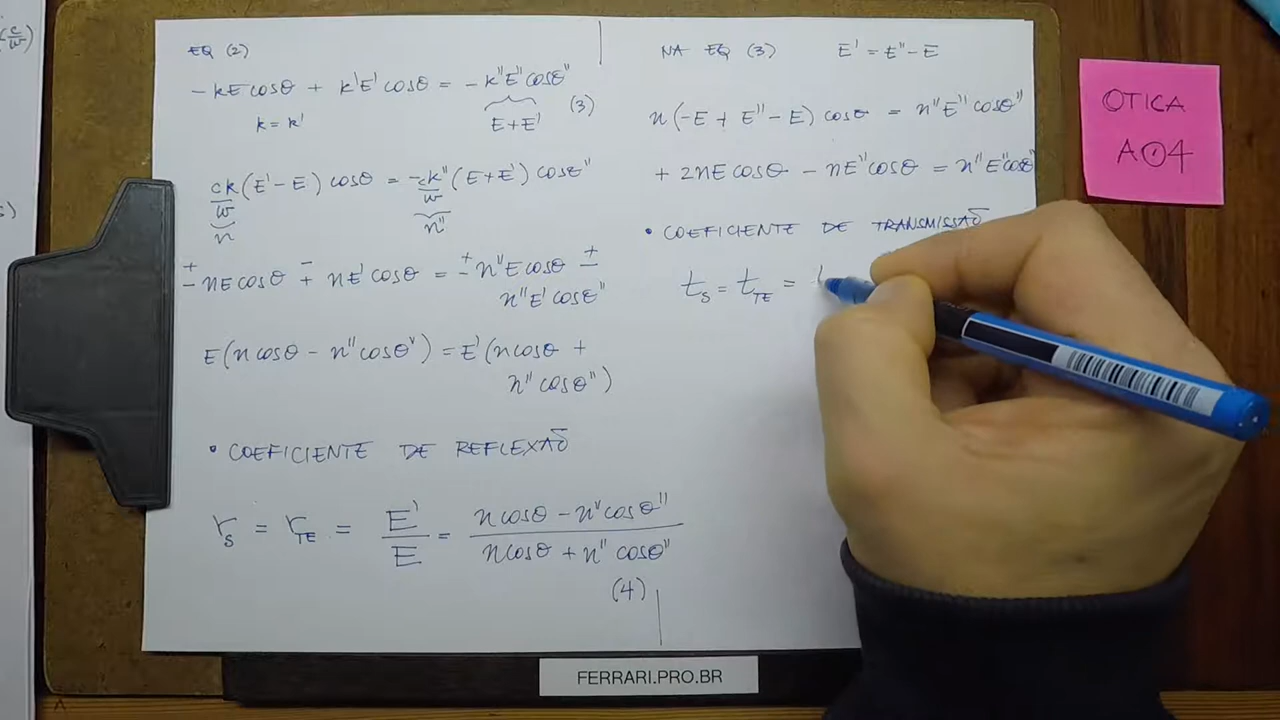 (c/w)
s)
EQ (2)
-kE cosθ + k'E' cosθ = -k''E'' cosθ''
k = k'
E+E'
(3)
ck/w (E'-E) cosθ = -ck''/w (E+E') cosθ''
n
n''
± nE cosθ ∓ nE' cosθ = ± n''E cosθ ±
n''E' cosθ''
E(n cosθ - n'' cosθ'') = E'(n cosθ +
n'' cosθ'')
• COEFICIENTE DE REFLEXÃO
r_S = r_TE = E'/E = (n cosθ - n'' cosθ'')/(n cosθ + n'' cosθ'')
(4)
NA EQ (3) E' = E'' - E
n(-E + E'' - E) cosθ = n''E'' cosθ''
+ 2nE cosθ - nE'' cosθ = n''E'' cosθ''
• COEFICIENTE DE TRANSMISSÃO
t_S = t_TE =
OTICA
A04
FERRARI.PRO.BR